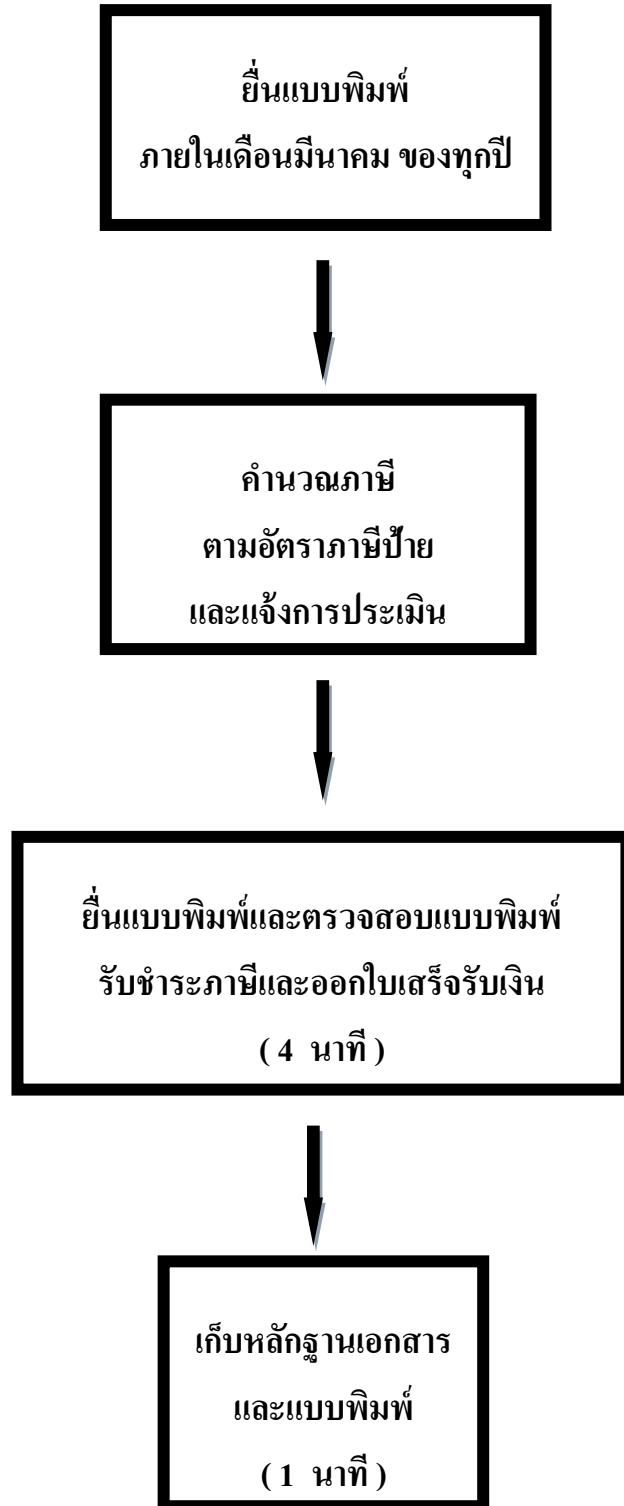 ยื่นแบบพิมพ์
ภายในเดือนมีนาคม ของทุกปี
คำนวณภาษี
ตามอัตราภาษีป้าย
และแจ้งการประเมิน
ยื่นแบบพิมพ์และตรวจสอบแบบพิมพ์
รับชำระภาษีและออกใบเสร็จรับเงิน
( 4 นาที )
เก็บหลักฐานเอกสาร
และแบบพิมพ์
( 1 นาที )